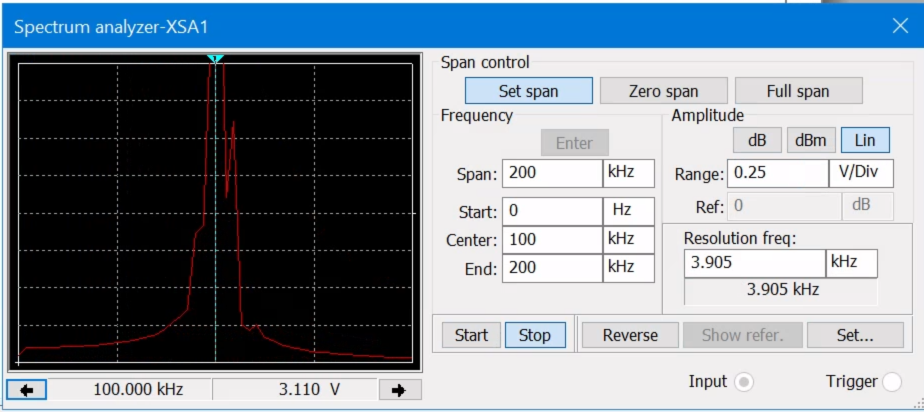 Spectrum analyzer-XSA1
1
Span control
Set span Zero span Full span
Frequency Amplitude
Enter dB dBm Lin
Span: 200 kHz Range: 0.25 V/Div
Start: 0 Hz Ref: 0 dB
Center: 100 kHz Resolution freq:
End: 200 kHz 3.905 kHz
3.905 kHz
Start Stop Reverse Show refer. Set...
100.000 kHz 3.110 V Input Trigger